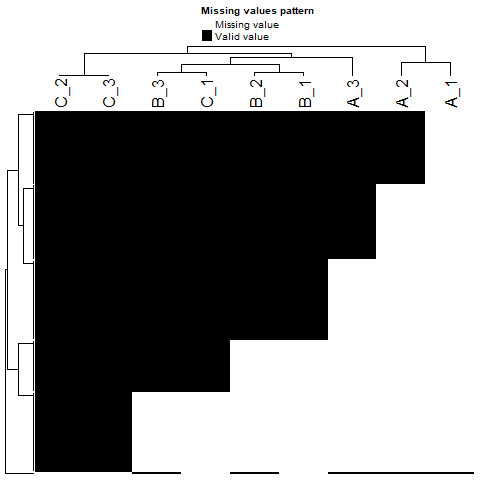 Missing values pattern
Missing value
Valid value
C_2
C_3
B_3
C_1
B_2
B_1
A_3
A_2
A_1